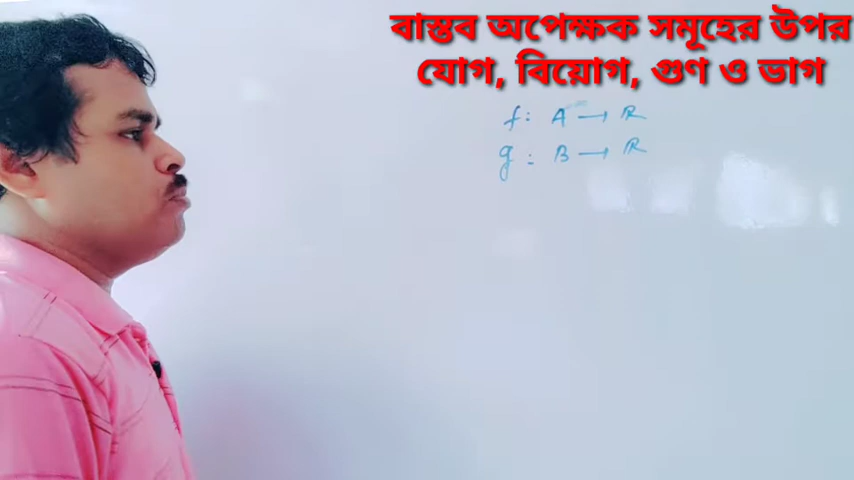 বাস্তব অপেক্ষক সমূহের উপর
যোগ, বিয়োগ, গুণ ও ভাগ
f: A → R
g: B → R